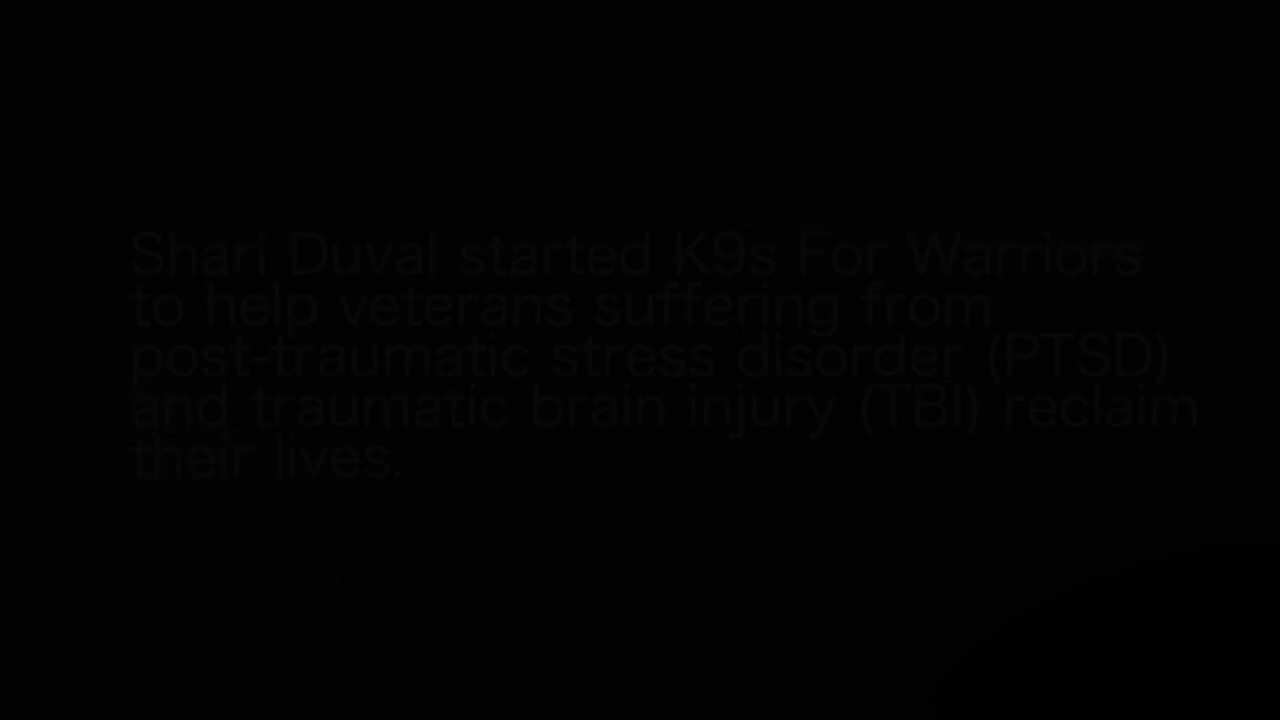 Shari Duval started K9s For Warriors
to help veterans suffering from
post-traumatic stress disorder (PTSD)
and traumatic brain injury (TBI) reclaim
their lives.